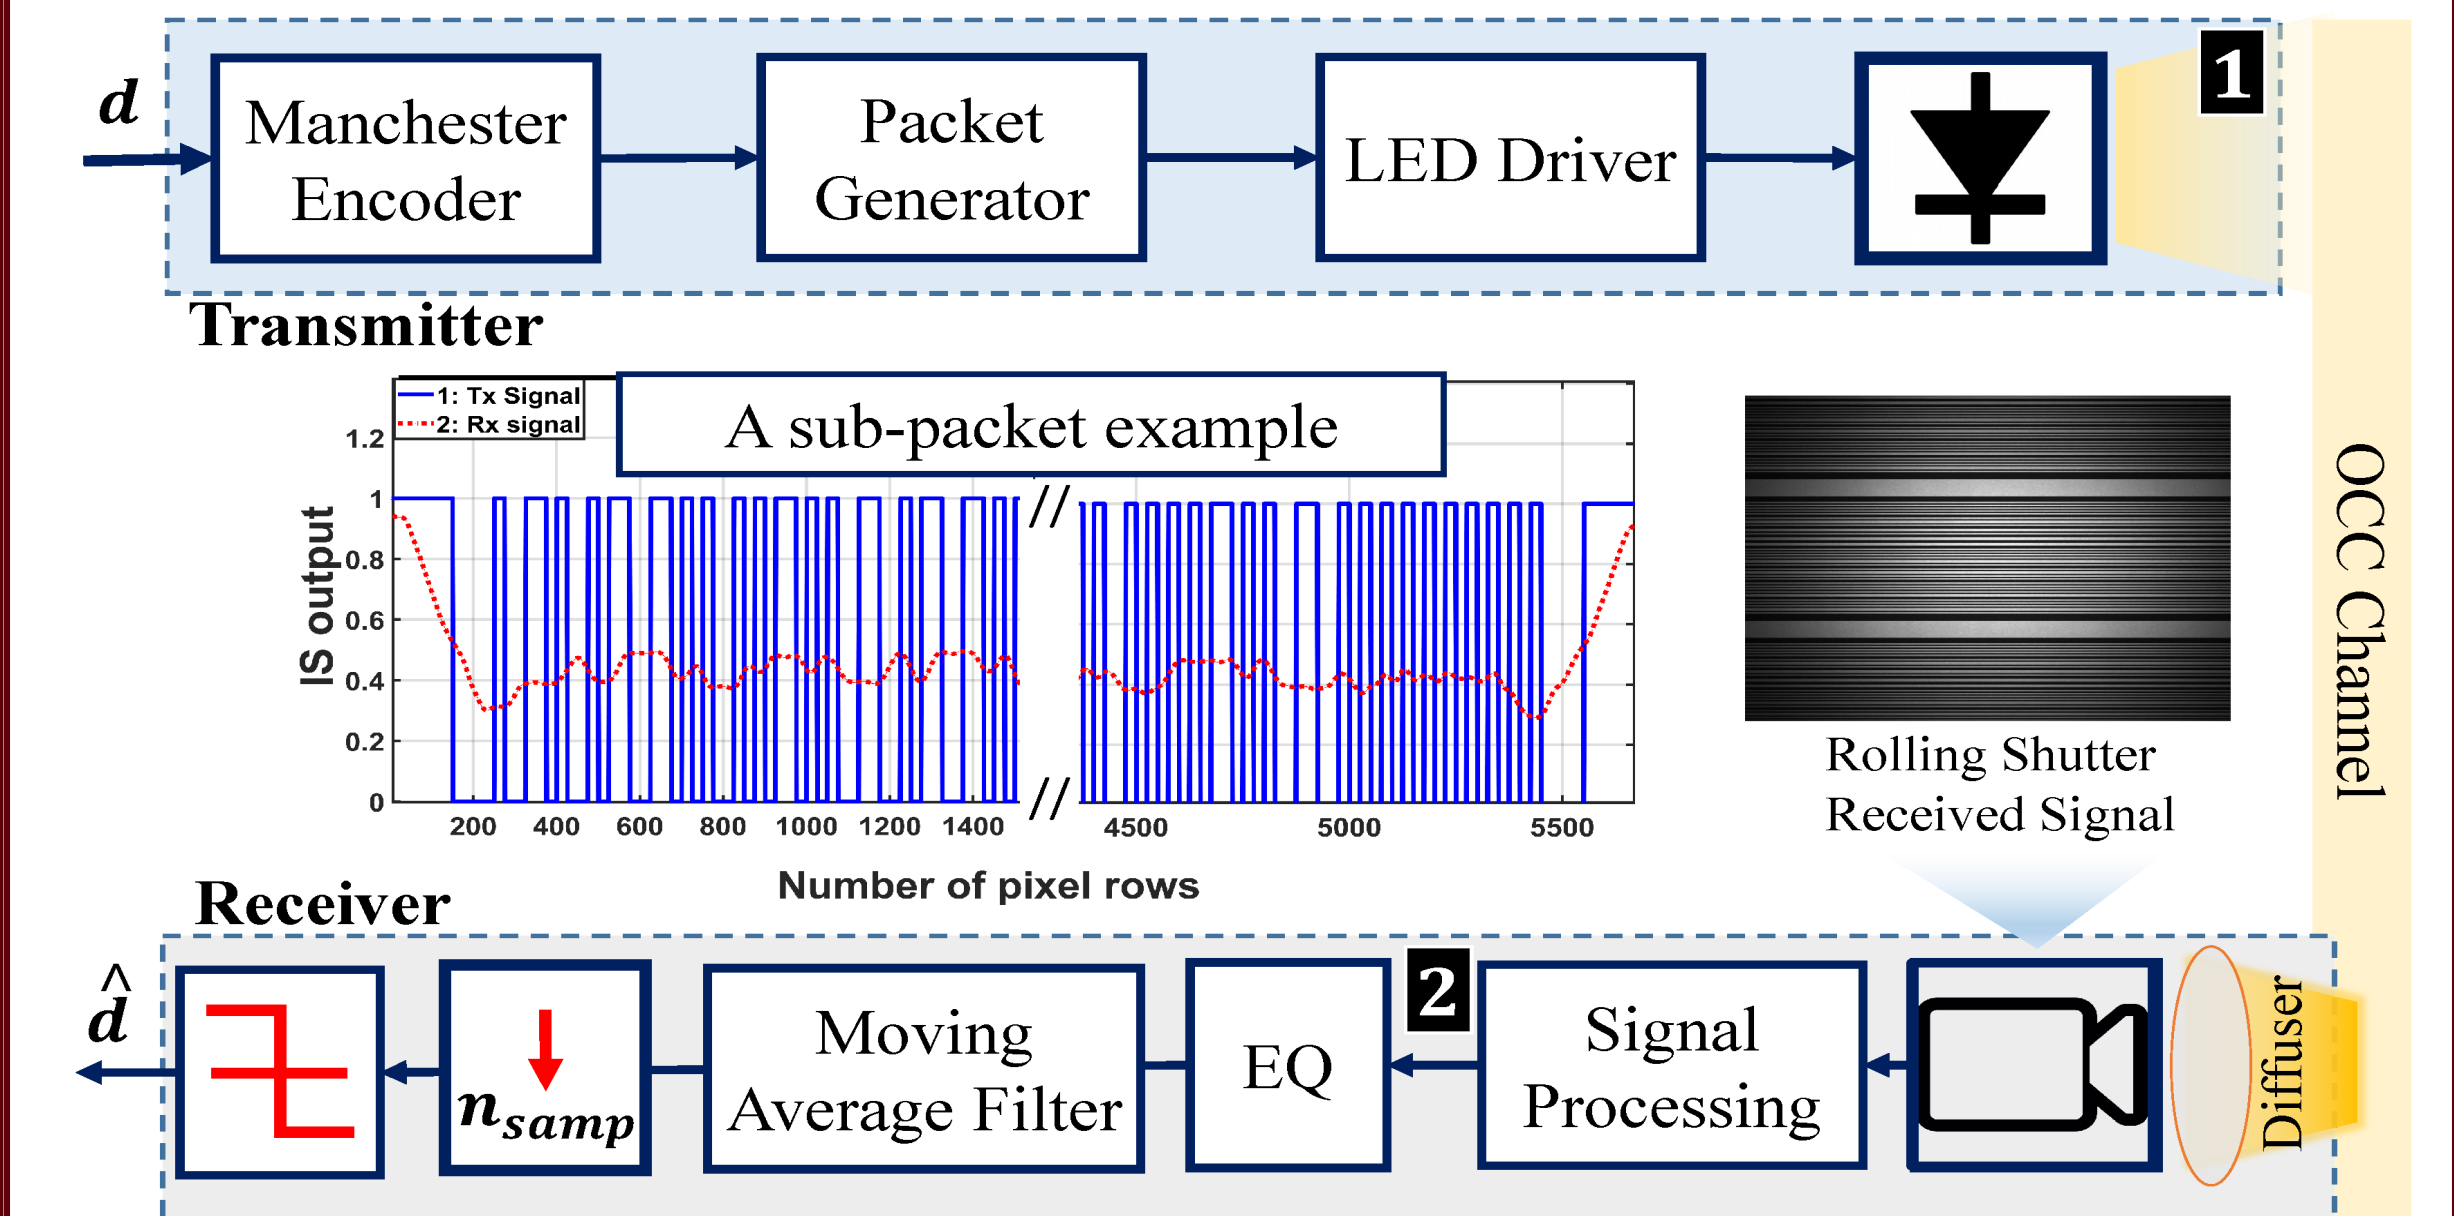 d
Manchester
Encoder
Packet
Generator
LED Driver
1
Transmitter
1: Tx Signal
2: Rx signal
A sub-packet example
IS output
1.2
1
0.8
0.6
0.4
0.2
0
//
//
200 400 600 800 1000 1200 1400 4500 5000 5500
Number of pixel rows
Rolling Shutter
Received Signal
OCC Channel
Receiver
d̂
n_samp
Moving
Average Filter
EQ
2
Signal
Processing
Diffuser